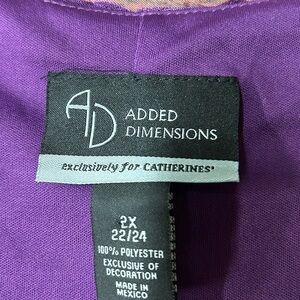 AD
ADDED
DIMENSIONS
exclusively for CATHERINES®
2X
22/24
100% POLYESTER
EXCLUSIVE OF
DECORATION
MADE IN
MEXICO